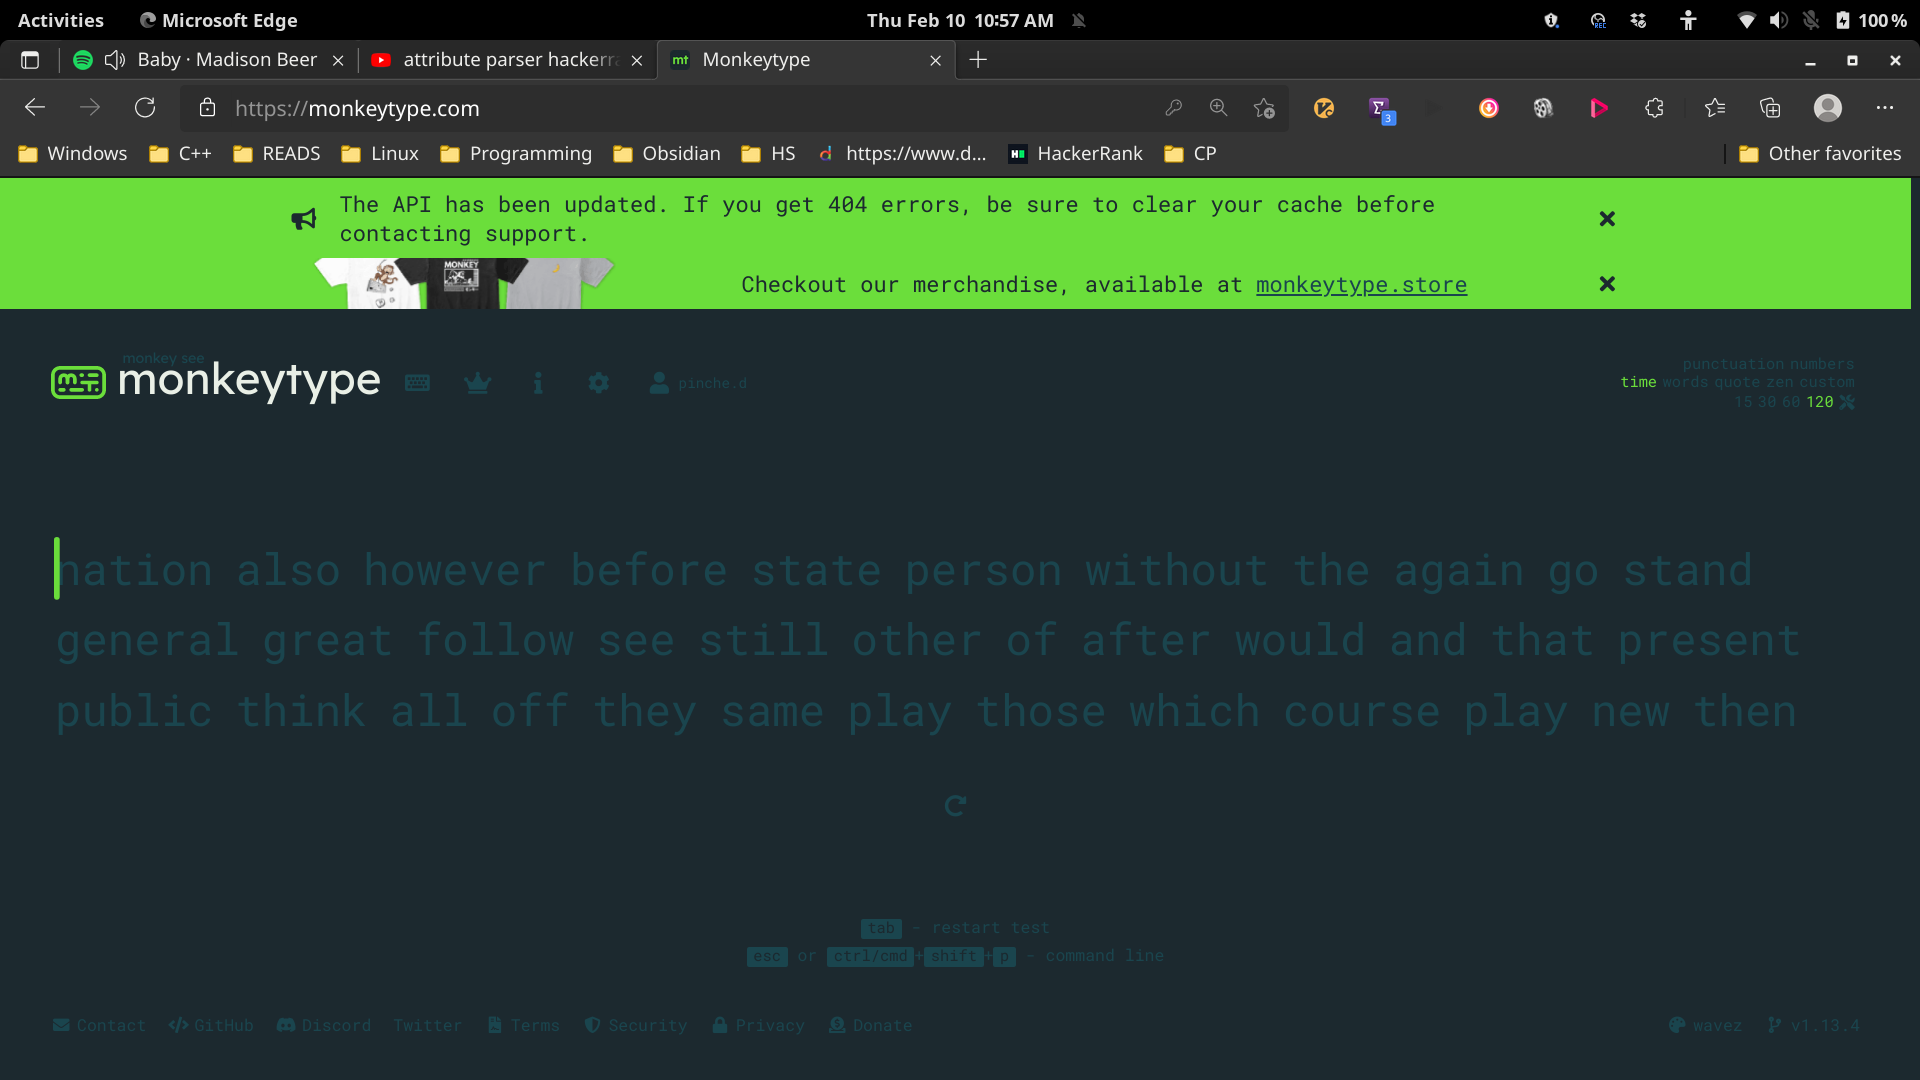 Activities Microsoft Edge Thu Feb 10 10:57 AM 100 %
Baby · Madison Beer attribute parser hackerra Monkeytype
https://monkeytype.com 3
Windows C++ READS Linux Programming Obsidian HS https://www.d... HackerRank CP Other favorites
The API has been updated. If you get 404 errors, be sure to clear your cache before
contacting support.
MONKEY
Checkout our merchandise, available at monkeytype.store
monkey see
monkeytype pinche.d
punctuation numbers
time words quote zen custom
15 30 60 120
nation also however before state person without the again go stand
general great follow see still other of after would and that present
public think all off they same play those which course play new then
tab - restart test
esc or ctrl/cmd+shift+p - command line
Contact GitHub Discord Twitter Terms Security Privacy Donate wavez v1.13.4